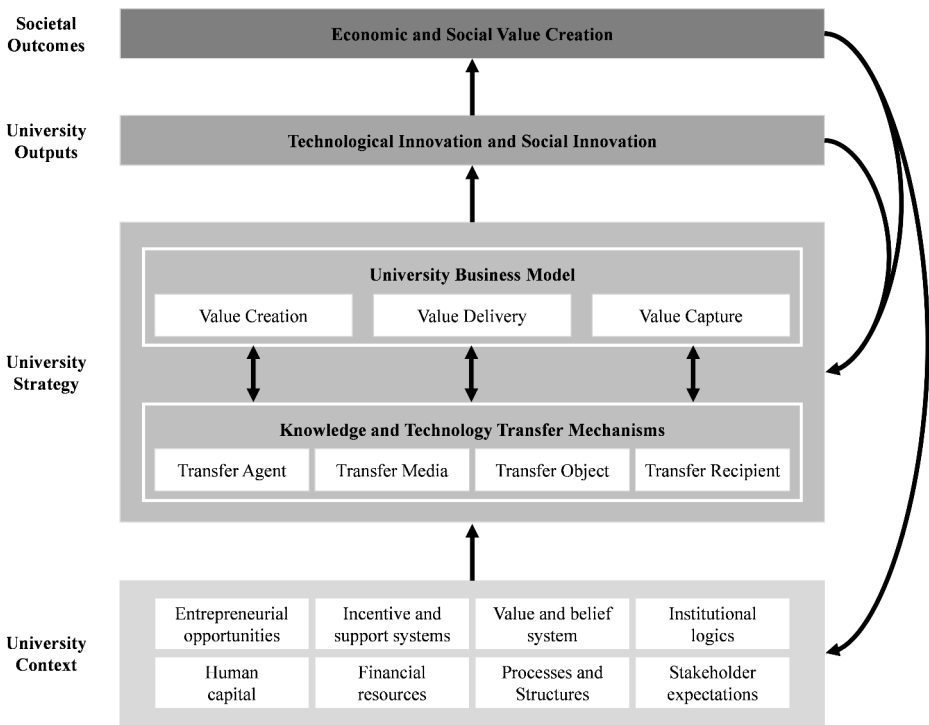 Societal
Outcomes
Economic and Social Value Creation
University
Outputs
Technological Innovation and Social Innovation
University
Strategy
University Business Model
Value Creation
Value Delivery
Value Capture
Knowledge and Technology Transfer Mechanisms
Transfer Agent
Transfer Media
Transfer Object
Transfer Recipient
University
Context
Entrepreneurial
opportunities
Incentive and
support systems
Value and belief
system
Institutional
logics
Human
capital
Financial
resources
Processes and
Structures
Stakeholder
expectations